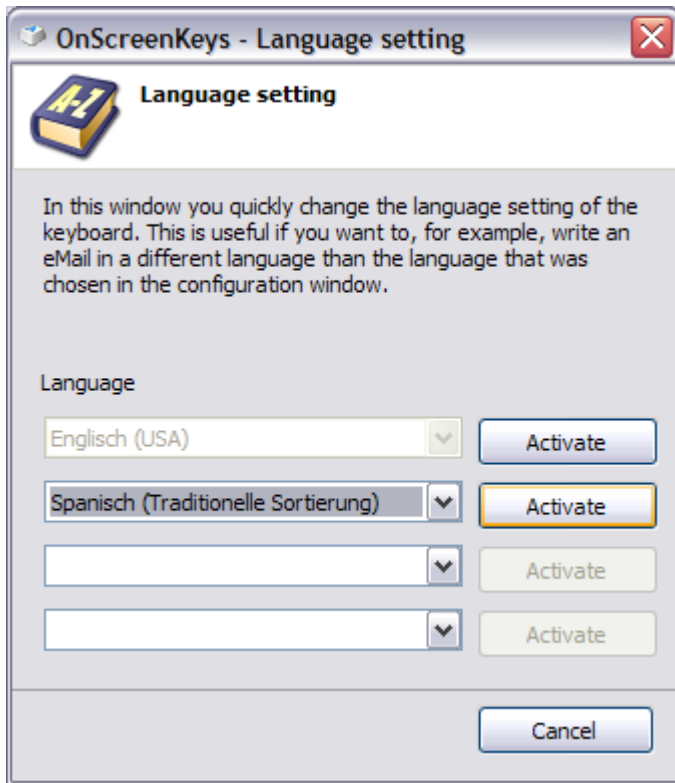 OnScreenKeys - Language setting
A-Z
Language setting
In this window you quickly change the language setting of the
keyboard. This is useful if you want to, for example, write an
eMail in a different language than the language that was
chosen in the configuration window.
Language
Englisch (USA) Activate
Spanisch (Traditionelle Sortierung) Activate
Activate
Activate
Cancel